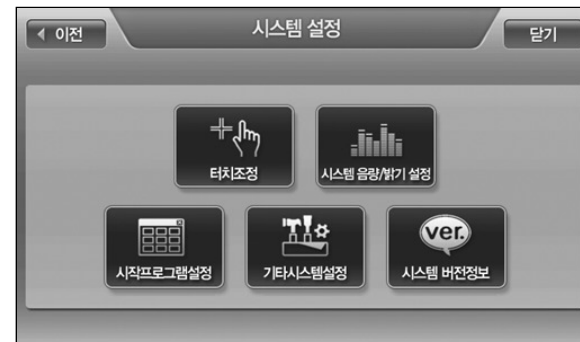 이전
시스템 설정
닫기
터치조정
시스템 음량/밝기 설정
ver.
시작프로그램설정
기타시스템설정
시스템 버전정보